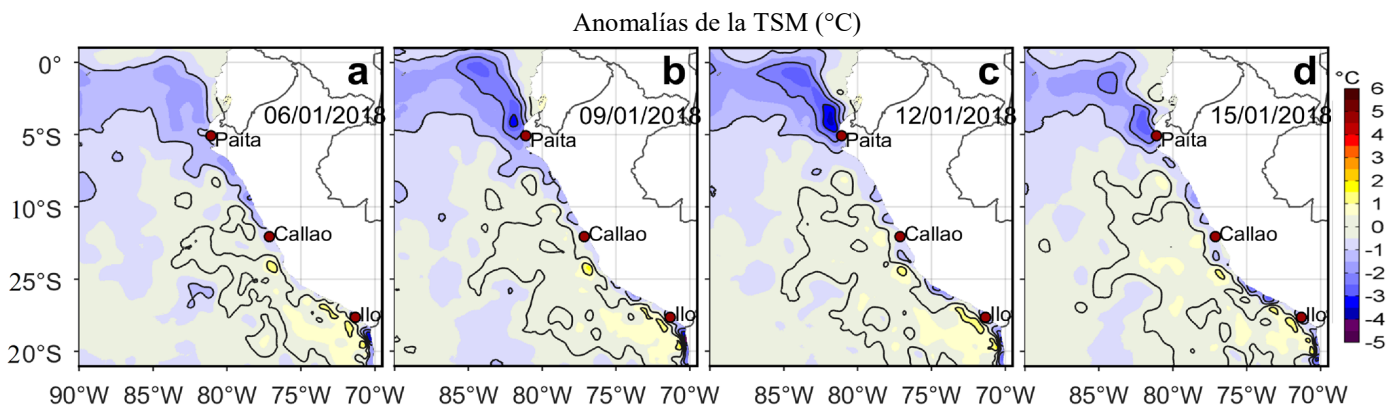 Anomalías de la TSM (°C)
a
b
c
d
06/01/2018
09/01/2018
12/01/2018
15/01/2018
Paita
Paita
Paita
Paita
Callao
Callao
Callao
Callao
Ilo
Ilo
Ilo
Ilo
0°
5°S
10°S
25°S
20°S
90°W 85°W 80°W 75°W 70°W
85°W 80°W 75°W 70°W
85°W 80°W 75°W 70°W
85°W 80°W 75°W 70°W
°C
6
5
4
3
2
1
0
-1
-2
-3
-4
-5